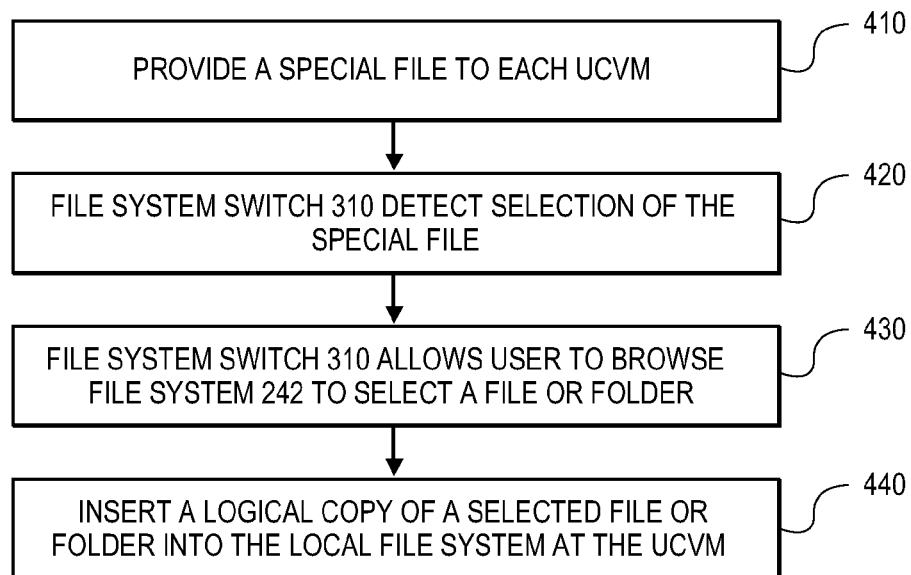 410
PROVIDE A SPECIAL FILE TO EACH UCVM
420
FILE SYSTEM SWITCH 310 DETECT SELECTION OF THE
SPECIAL FILE
430
FILE SYSTEM SWITCH 310 ALLOWS USER TO BROWSE
FILE SYSTEM 242 TO SELECT A FILE OR FOLDER
440
INSERT A LOGICAL COPY OF A SELECTED FILE OR
FOLDER INTO THE LOCAL FILE SYSTEM AT THE UCVM